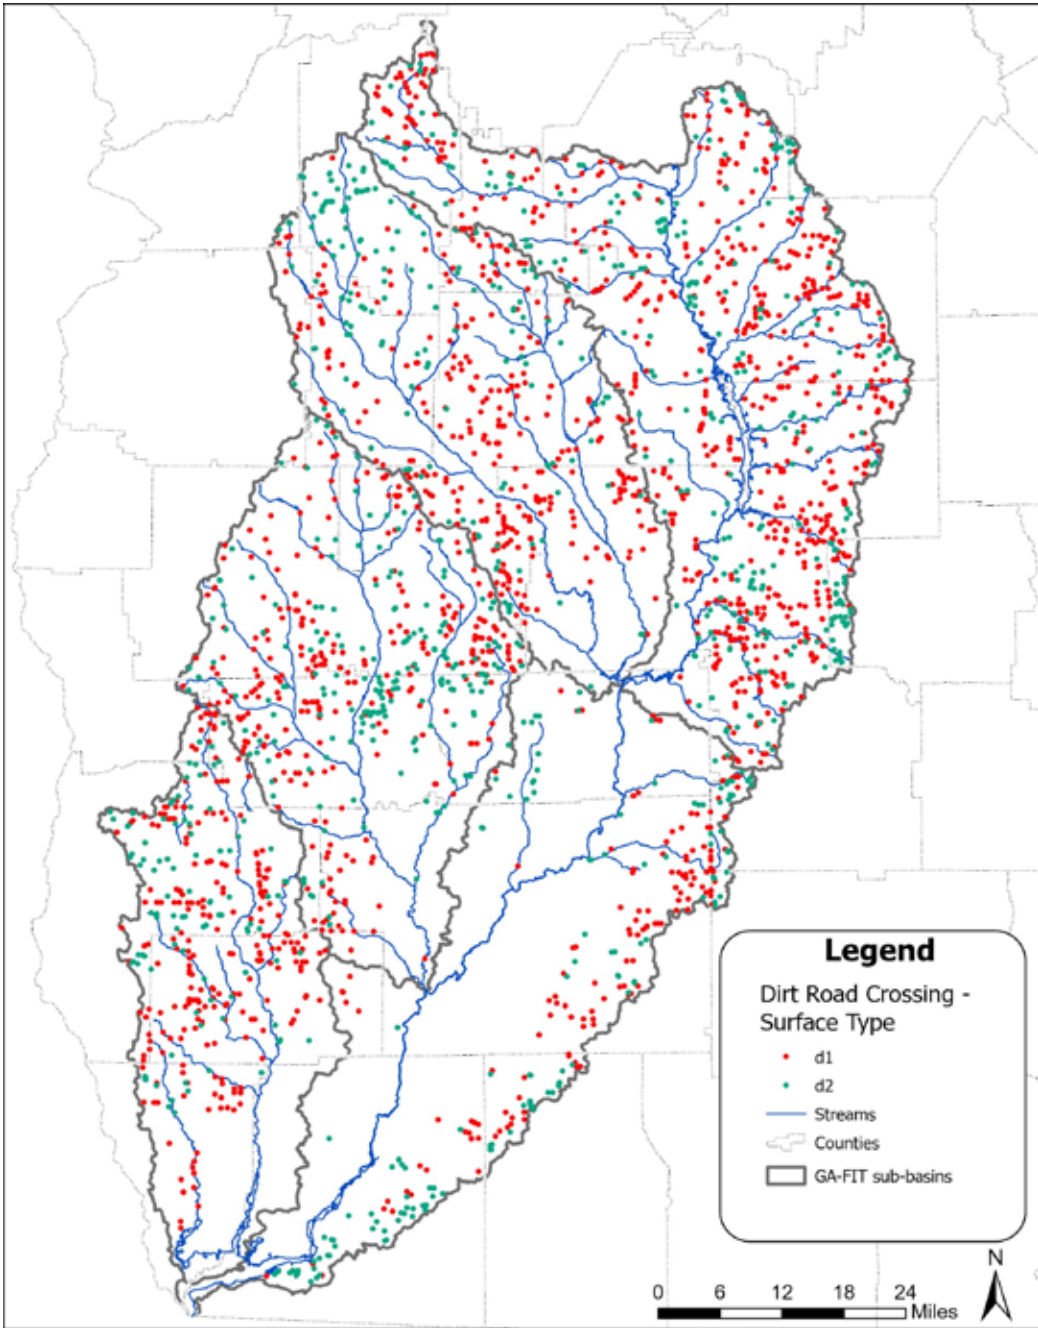 Legend
Dirt Road Crossing -
Surface Type
d1
d2
Streams
Counties
GA-FIT sub-basins
N
0 6 12 18 24
Miles